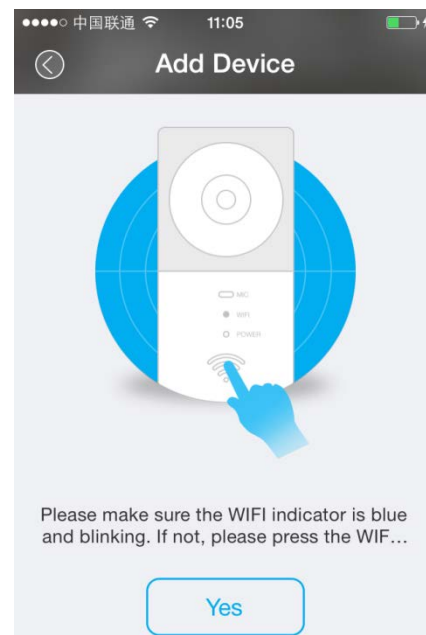 中国联通 11:05
Add Device
MIC
WIFI
POWER
Please make sure the WIFI indicator is blue
and blinking. If not, please press the WIF…
Yes